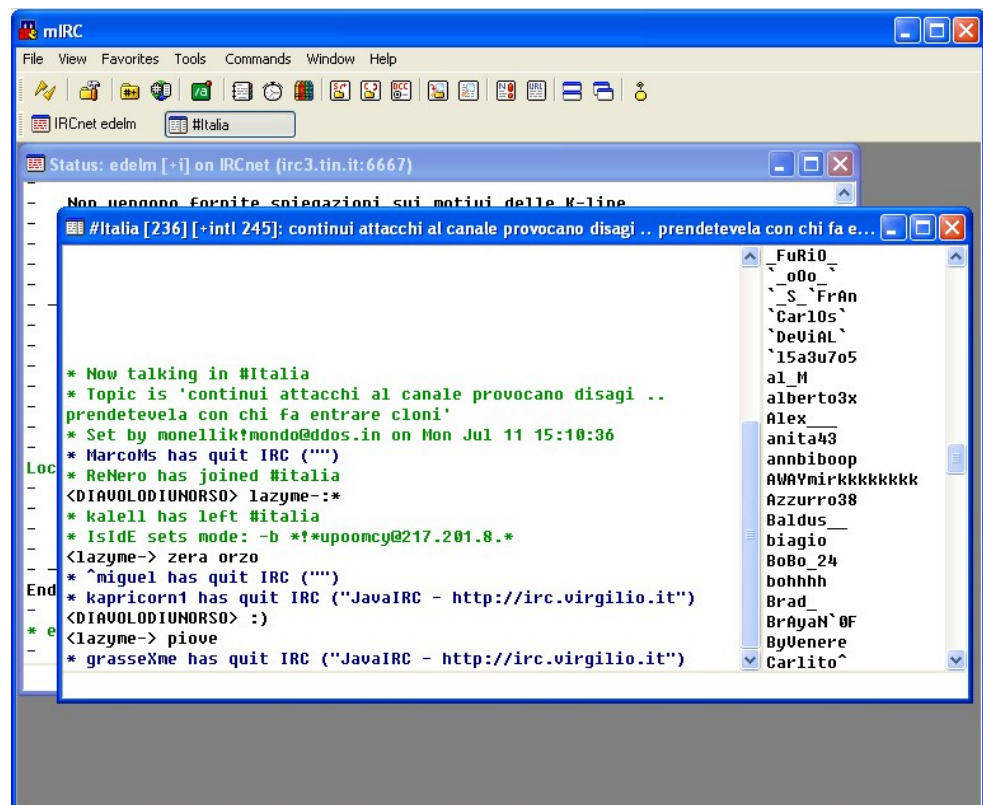 mIRC
File View Favorites Tools Commands Window Help
IRCnet edelm #Italia
Status: edelm [+i] on IRCnet (irc3.tin.it:6667)
- Non vengono fornite spiegazioni sui motivi delle K-line
#Italia [236] [+intl 245]: continui attacchi al canale provocano disagi .. prendetevela con chi fa e...
* Now talking in #Italia
* Topic is 'continui attacchi al canale provocano disagi ..
prendetevela con chi fa entrare cloni'
* Set by monellik!mondo@ddos.in on Mon Jul 11 15:10:36
* MarcoMs has quit IRC ("")
* ReNero has joined #italia
<DIAVOLODIUNORSO> lazyme-:*
* kalell has left #italia
* IsIdE sets mode: -b *!*upoomcy@217.201.8.*
<lazyme-> zera orzo
* ^miguel has quit IRC ("")
* kapricorn1 has quit IRC ("JavaIRC - http://irc.virgilio.it")
<DIAVOLODIUNORSO> :)
<lazyme-> piove
* grasseXme has quit IRC ("JavaIRC - http://irc.virgilio.it")
_FuRiO_
`_oOo_`
`_S_`FrAn
`CarlOs`
`DeViAL`
`l5a3u7o5
al_M
alberto3x
Alex___
anita43
annbiboop
AWAYmirkkkkkkkk
Azzurro38
Baldus__
biagio
BoBo_24
bohhhh
Brad_
BrAyaN`0F
ByVenere
Carlito^
Loc
End
* e